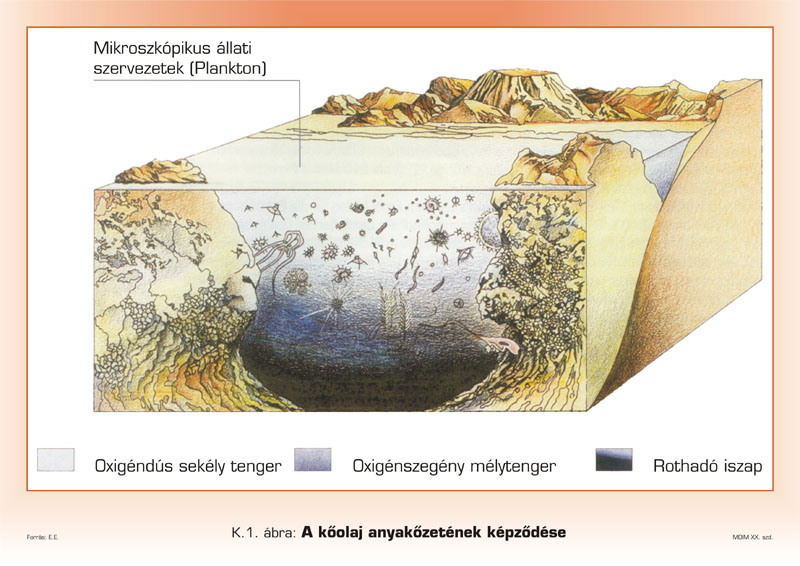 Mikroszkópikus állati
szervezetek (Plankton)
Oxigéndús sekély tenger
Oxigénszegény mélytenger
Rothadó iszap
K.1. ábra: A kőolaj anyakőzetének képződése
Forrás: E.E.
MOIM XX. szd.